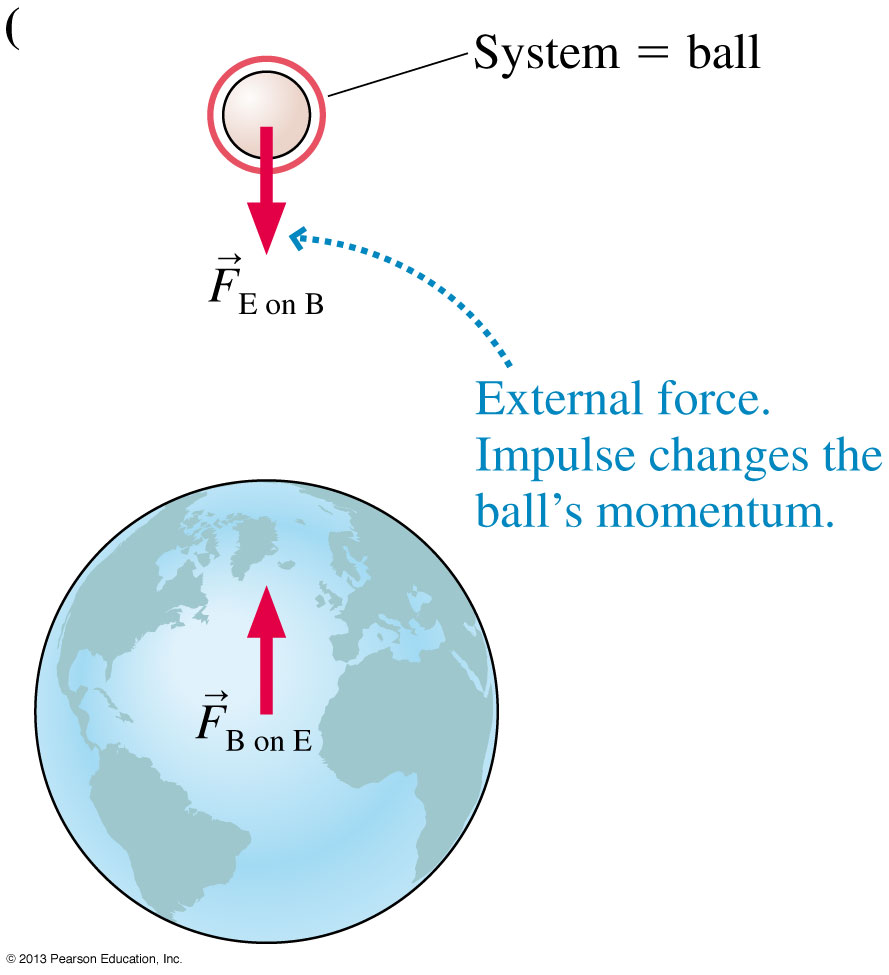 (
System = ball
F⃗ E on B
External force.
Impulse changes the
ball’s momentum.
F⃗ B on E
© 2013 Pearson Education, Inc.